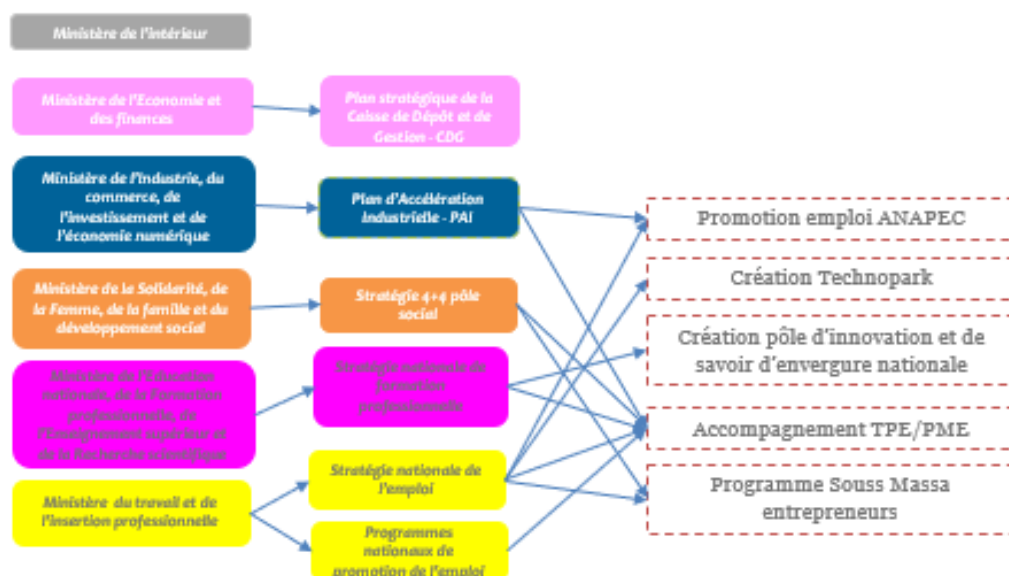 Ministère de l'intérieur
Ministère de l'Economie et
des finances
Plan stratégique de la
Caisse de Dépôt et de
Gestion - CDG
Ministère de l'Industrie, du
commerce, de
l'investissement et de
l'économie numérique
Plan d'Accélération
Industrielle - PAI
Ministère de la Solidarité, de
la Femme, de la famille et du
développement social
Stratégie 4+4 pôle
social
Ministère de l'Education
nationale, de la Formation
professionnelle, de
l'Enseignement supérieur et
de la Recherche scientifique
Stratégie nationale de
formation
professionnelle
Ministère du travail et de
l'insertion professionnelle
Stratégie nationale de
l'emploi
Programmes
nationaux de
promotion de l'emploi
Promotion emploi ANAPEC
Création Technopark
Création pôle d'innovation et de
savoir d'envergure nationale
Accompagnement TPE/PME
Programme Souss Massa
entrepreneurs